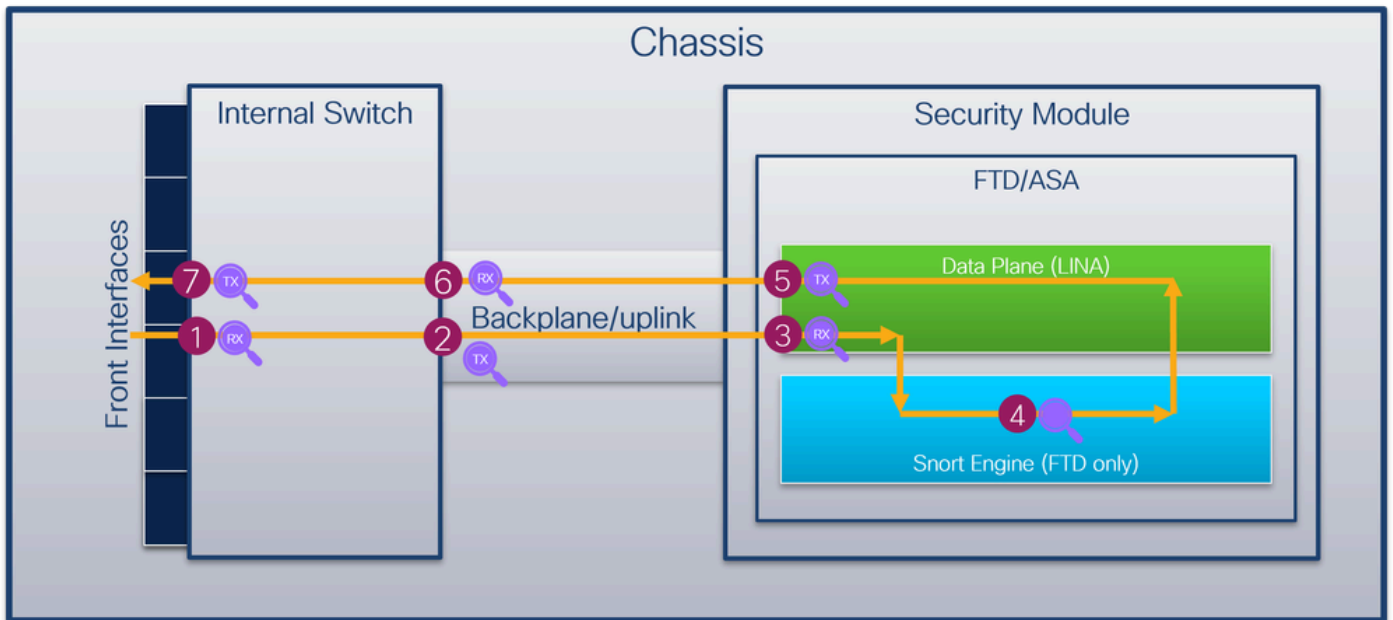 Chassis
Internal Switch
Security Module
FTD/ASA
Front Interfaces
7 TX
6 RX
5 TX
Data Plane (LINA)
1 RX
2
Backplane/uplink
TX
3 RX
4
Snort Engine (FTD only)